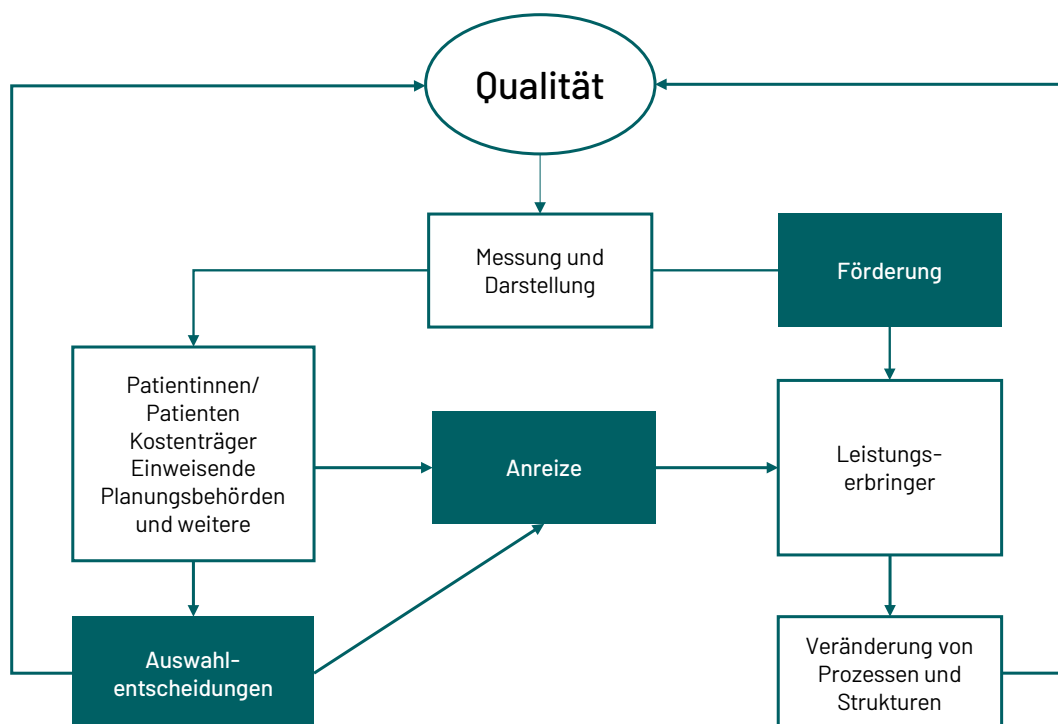 Qualität
Messung und
Darstellung
Förderung
Patientinnen/
Patienten
Kostenträger
Einweisende
Planungsbehörden
und weitere
Anreize
Leistungs-
erbringer
Auswahl-
entscheidungen
Veränderung von
Prozessen und
Strukturen